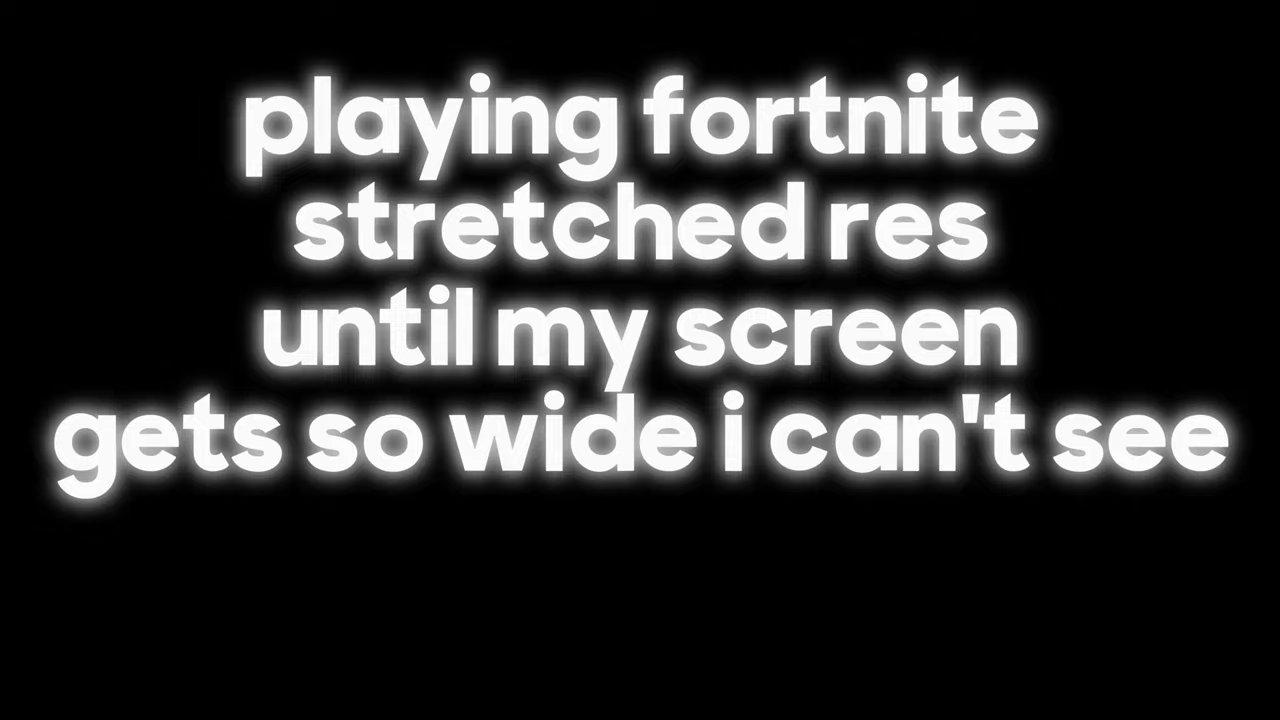 playing fortnite
stretched res
until my screen
gets so wide i can't see